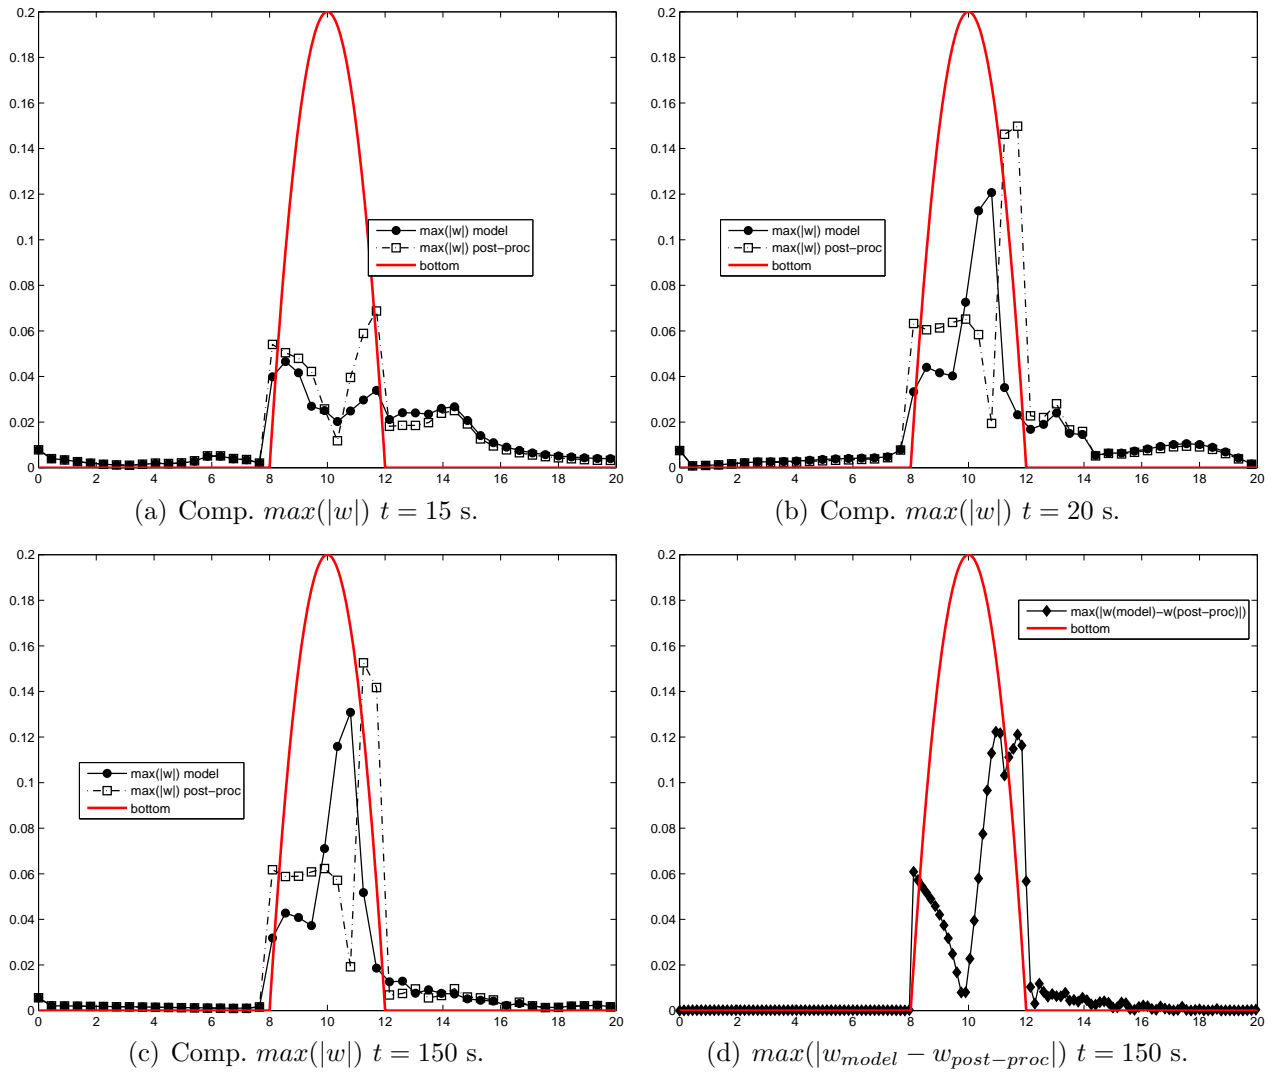 0.2
0.18
0.16
0.14
0.12
0.1
0.08
0.06
0.04
0.02
0
0 2 4 6 8 10 12 14 16 18 20
max(|w|) model
max(|w|) post−proc
bottom
(a) Comp. max(|w|) t = 15 s.
0.2
0.18
0.16
0.14
0.12
0.1
0.08
0.06
0.04
0.02
0
0 2 4 6 8 10 12 14 16 18 20
max(|w|) model
max(|w|) post−proc
bottom
(b) Comp. max(|w|) t = 20 s.
0.2
0.18
0.16
0.14
0.12
0.1
0.08
0.06
0.04
0.02
0
0 2 4 6 8 10 12 14 16 18 20
max(|w|) model
max(|w|) post−proc
bottom
(c) Comp. max(|w|) t = 150 s.
0.2
0.18
0.16
0.14
0.12
0.1
0.08
0.06
0.04
0.02
0
0 2 4 6 8 10 12 14 16 18 20
max(|w(model)−w(post−proc)|)
bottom
(d) max(|w_{model} − w_{post−proc}|) t = 150 s.